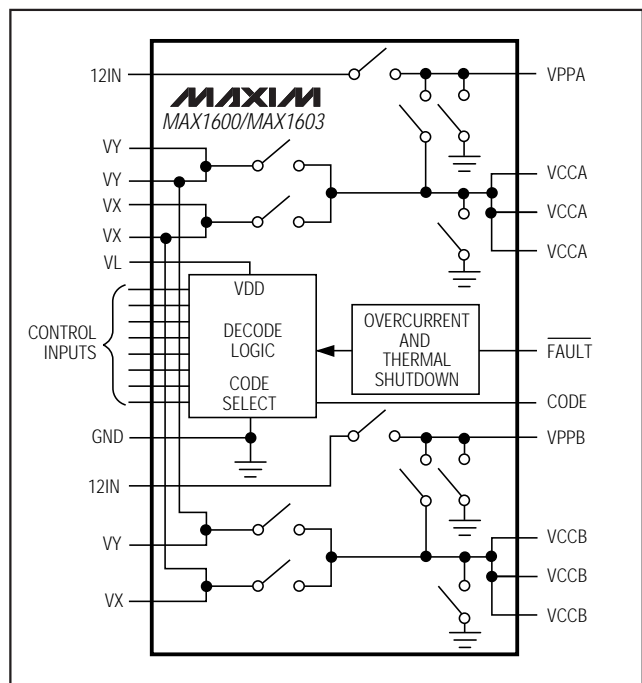 12IN
VPPA
MAXIM
MAX1600/MAX1603
VY
VY
VX
VX
VL
VCCA
VCCA
VCCA
VDD
DECODE
LOGIC
CODE
SELECT
CONTROL
INPUTS
OVERCURRENT
AND
THERMAL
SHUTDOWN
FAULT
CODE
GND
VPPB
12IN
VY
VX
VCCB
VCCB
VCCB